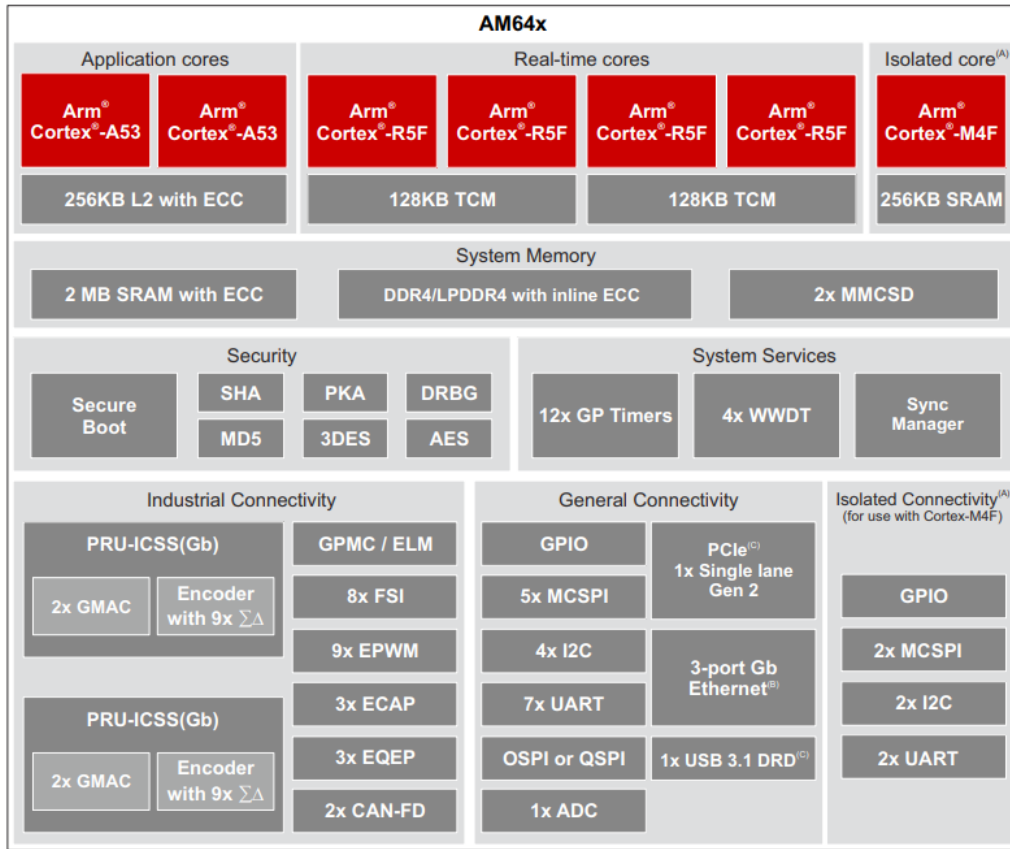 AM64x
Application cores
Arm®
Cortex®-A53
Arm®
Cortex®-A53
256KB L2 with ECC
Real-time cores
Arm®
Cortex®-R5F
Arm®
Cortex®-R5F
Arm®
Cortex®-R5F
Arm®
Cortex®-R5F
128KB TCM
128KB TCM
Isolated core(A)
Arm®
Cortex®-M4F
256KB SRAM
System Memory
2 MB SRAM with ECC
DDR4/LPDDR4 with inline ECC
2x MMCSD
Security
Secure
Boot
SHA
PKA
DRBG
MD5
3DES
AES
System Services
12x GP Timers
4x WWDT
Sync
Manager
Industrial Connectivity
PRU-ICSS(Gb)
2x GMAC
Encoder
with 9x ΣΔ
PRU-ICSS(Gb)
2x GMAC
Encoder
with 9x ΣΔ
GPMC / ELM
8x FSI
9x EPWM
3x ECAP
3x EQEP
2x CAN-FD
General Connectivity
GPIO
5x MCSPI
4x I2C
7x UART
OSPI or QSPI
1x ADC
PCIe(C)
1x Single lane
Gen 2
3-port Gb
Ethernet(B)
1x USB 3.1 DRD(C)
Isolated Connectivity(A)
(for use with Cortex-M4F)
GPIO
2x MCSPI
2x I2C
2x UART